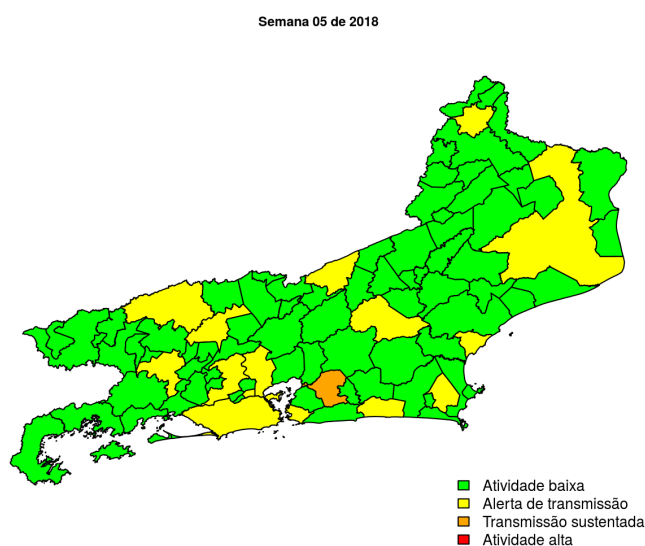 Semana 05 de 2018
Atividade baixa
Alerta de transmissão
Transmissão sustentada
Atividade alta